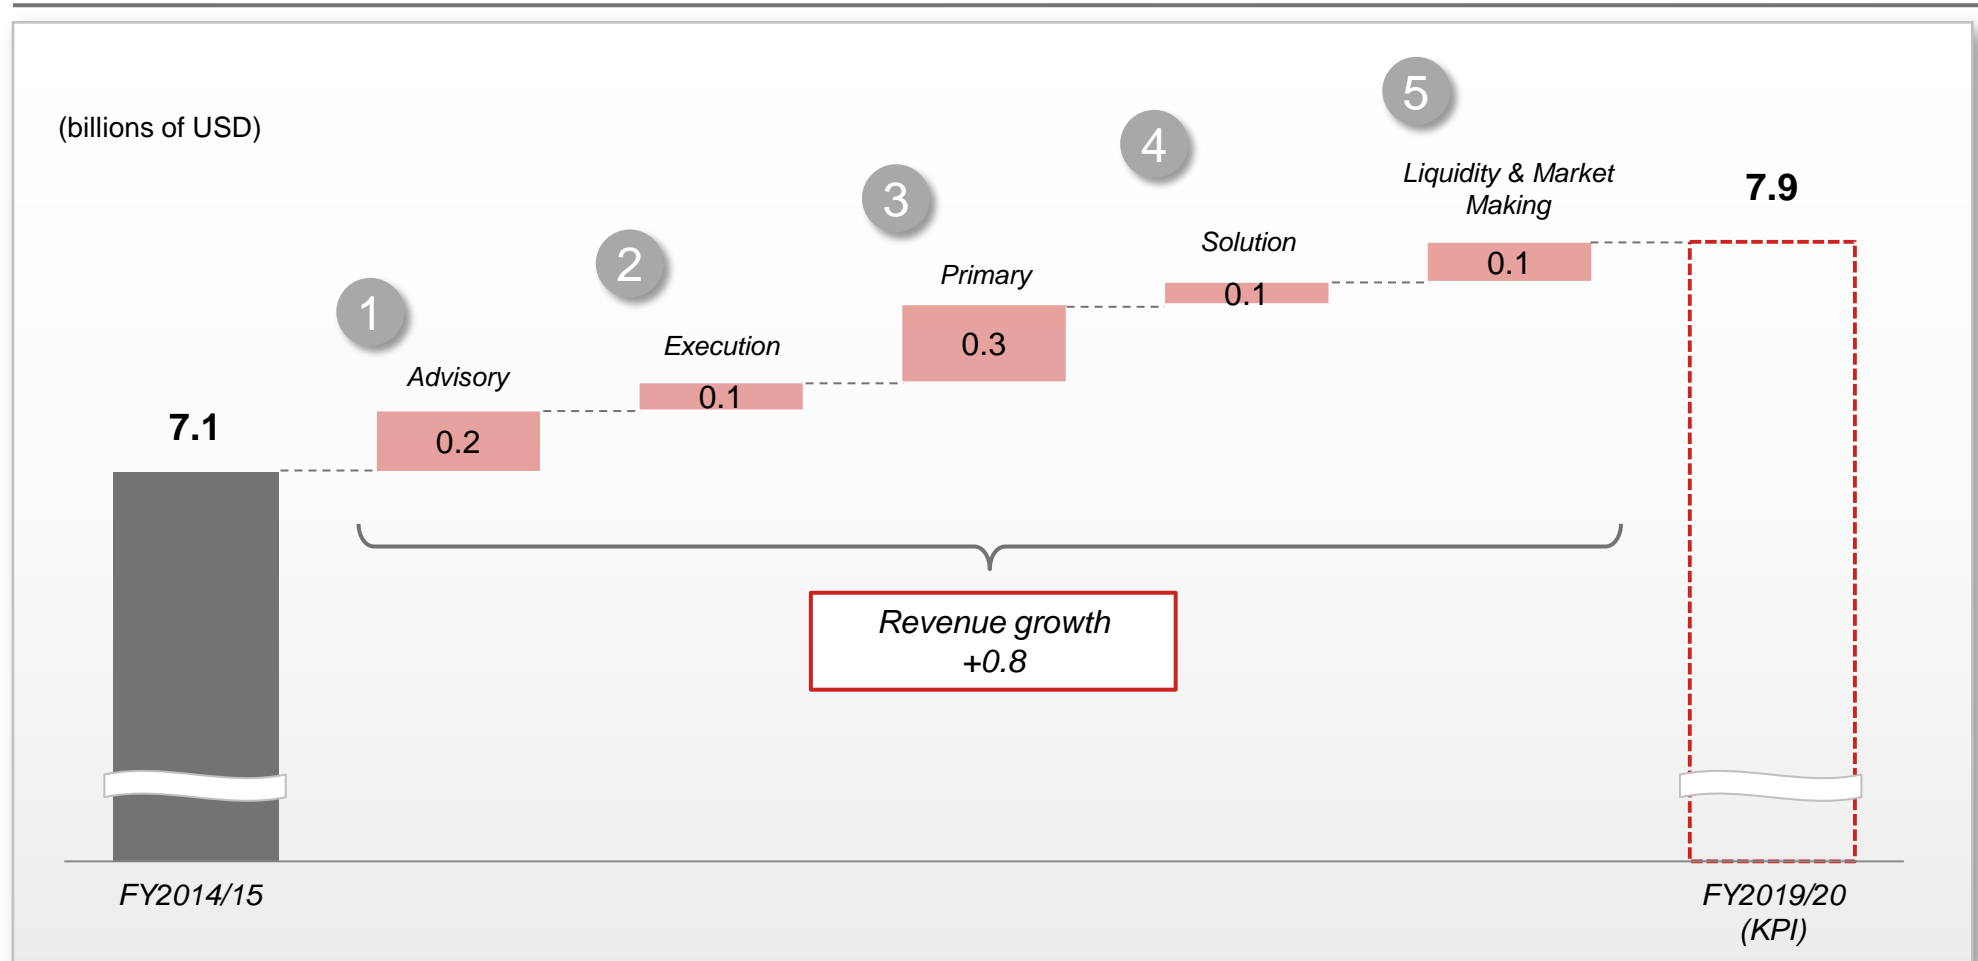 (billions of USD)
7.1
1
Advisory
0.2
2
Execution
0.1
3
Primary
0.3
4
Solution
0.1
5
Liquidity & Market
Making
0.1
7.9
Revenue growth
+0.8
FY2014/15
FY2019/20
(KPI)